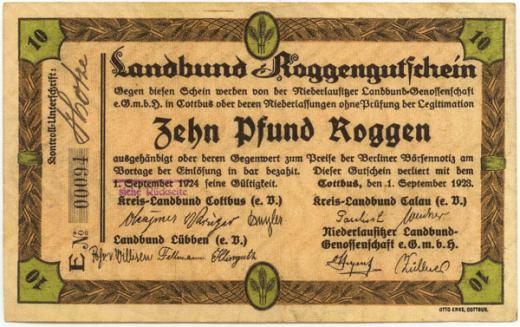 10 10
Landbund Roggengutschein
Gegen diesen Schein werden von der Niederlausitzer Landbund-Genossenschaft
e.G.m.b.H. in Cottbus oder deren Niederlassungen ohne Prüfung der Legitimation
Zehn Pfund Roggen
ausgehändigt oder deren Gegenwert zum Preise der Berliner Börsennotiz am
Vortage der Einlösung in bar bezahlt. Dieser Gutschein verliert mit dem
1. September 1924 seine Gültigkeit. Cottbus, den 1. September 1923.
Siehe Rückseite
Kreis-Landbund Cottbus (e. V.) Kreis-Landbund Calau (e. V.)
Landbund Lübben (e. V.) Niederlausitzer Landbund-
Genossenschaft e. G. m. b. H.
Kontroll-Unterschrift:
E No 00094
10 10
OTTO ENKE, COTTBUS.